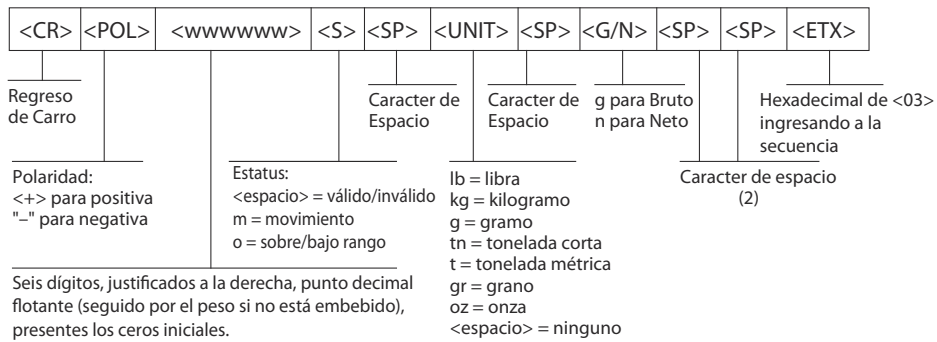 <CR> <POL> <wwwwww> <S> <SP> <UNIT> <SP> <G/N> <SP> <SP> <ETX>
Regreso
de Carro
Caracter de
Espacio
Caracter de
Espacio
g para Bruto
n para Neto
Hexadecimal de <03>
ingresando a la
secuencia
Polaridad:
<+> para positiva
"–" para negativa
Estatus:
<espacio> = válido/inválido
m = movimiento
o = sobre/bajo rango
lb = libra
kg = kilogramo
g = gramo
tn = tonelada corta
t = tonelada métrica
gr = grano
oz = onza
<espacio> = ninguno
Caracter de espacio
(2)
Seis dígitos, justificados a la derecha, punto decimal
flotante (seguido por el peso si no está embebido),
presentes los ceros iniciales.